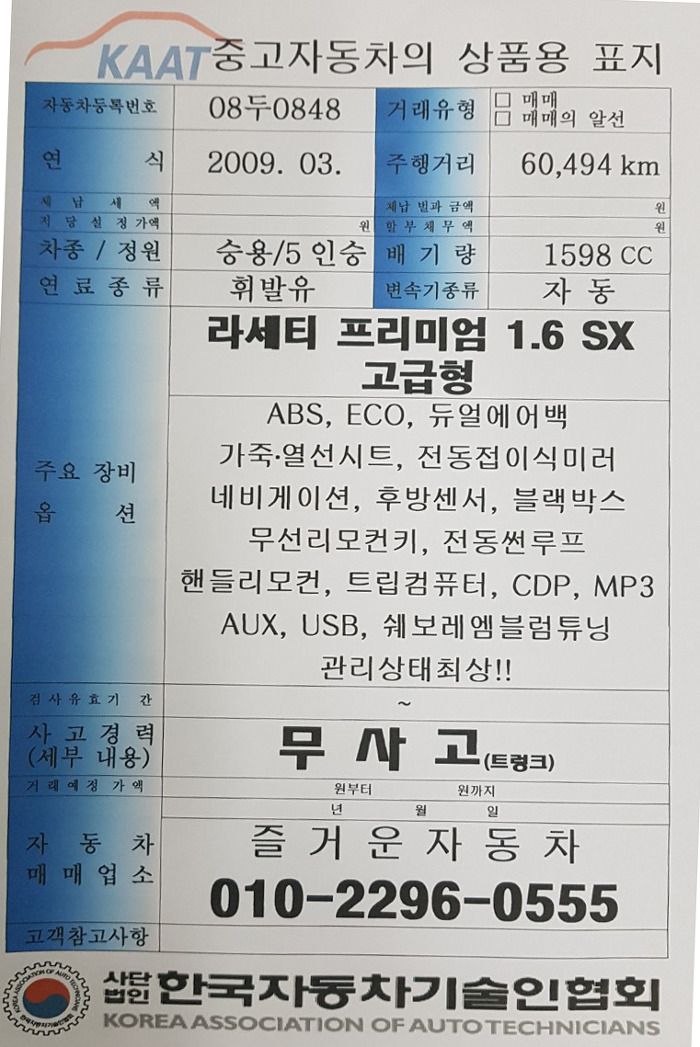 KAAT 중고자동차의 상품용 표지
자동차등록번호 08두0848 거래유형 □ 매매
□ 매매의 알선
연 식 2009. 03. 주행거리 60,494 km
체 납 세 액 체납 범과 금액 원
저 당 설 정 가액 원 할 부 채 무 액 원
차종 / 정원 승용/5 인승 배 기 량 1598 CC
연 료 종 류 휘발유 변속기종류 자 동
라세티 프리미엄 1.6 SX
고급형
ABS, ECO, 듀얼에어백
가죽·열선시트, 전동접이식미러
주요 장비
네비게이션, 후방센서, 블랙박스
옵 션
무선리모컨키, 전동썬루프
핸들리모컨, 트립컴퓨터, CDP, MP3
AUX, USB, 쉐보레엠블럼튜닝
관리상태최상!!
검 사 유 효 기 간 ~
사 고 경 력
(세부 내용)
무 사 고(트렁크)
거 래 예 정 가 액 원부터 원까지
년 월 일
자 동 차
매 매 업 소
즐 거 운 자 동 차
010-2296-0555
고객참고사항
사단
법인 한국자동차기술인협회
KOREA ASSOCIATION OF AUTO TECHNICIANS